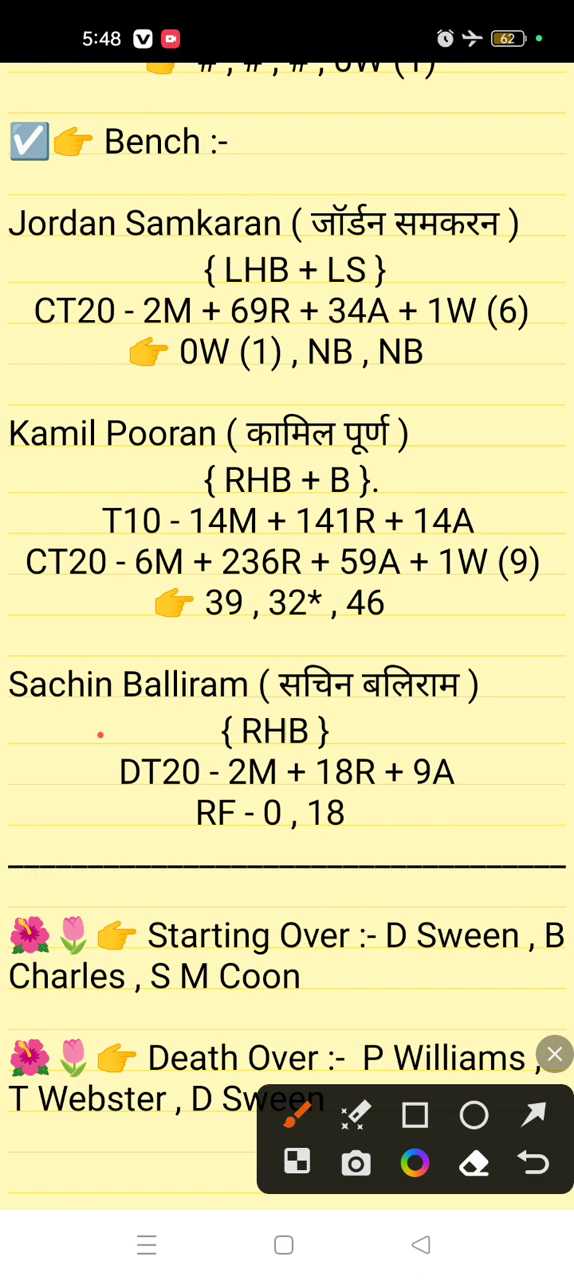 5:48
62
# , # , # , 0W (1)
☑️👉 Bench :-
Jordan Samkaran ( जॉर्डन समकरन )
{ LHB + LS }
CT20 - 2M + 69R + 34A + 1W (6)
👉 0W (1) , NB , NB
Kamil Pooran ( कामिल पूर्ण )
{ RHB + B }.
T10 - 14M + 141R + 14A
CT20 - 6M + 236R + 59A + 1W (9)
👉 39 , 32* , 46
Sachin Balliram ( सचिन बलिराम )
{ RHB }
DT20 - 2M + 18R + 9A
RF - 0 , 18
🌺🌷👉 Starting Over :- D Sween , B
Charles , S M Coon
🌺🌷👉 Death Over :- P Williams ,
T Webster , D Sween